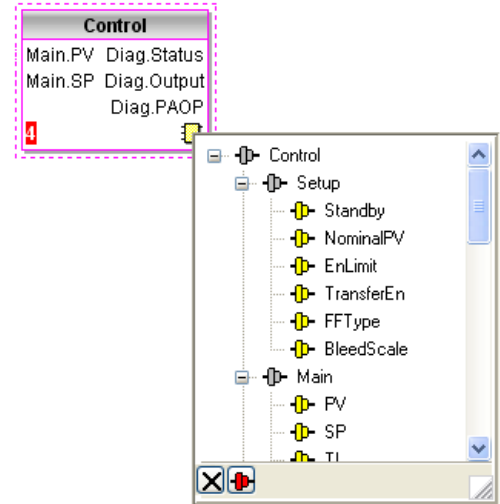 Control
Main.PV Diag.Status
Main.SP Diag.Output
Diag.PAOP
4
Control
Setup
Standby
NominalPV
EnLimit
TransferEn
FFType
BleedScale
Main
PV
SP